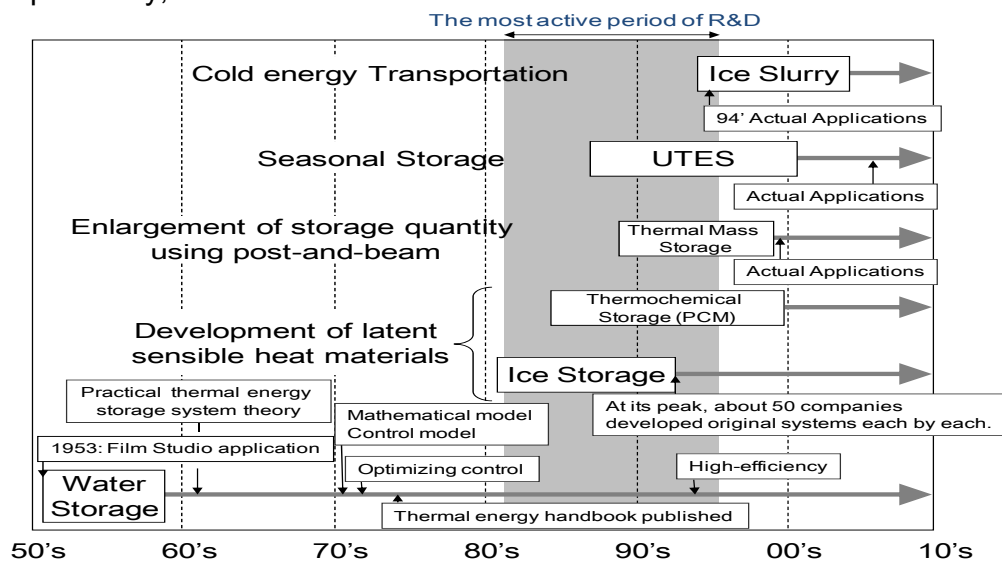 The most active period of R&D
Cold energy Transportation
Ice Slurry
94' Actual Applications
Seasonal Storage
UTES
Actual Applications
Enlargement of storage quantity
using post-and-beam
Thermal Mass
Storage
Actual Applications
Thermochemical
Storage (PCM)
Development of latent
sensible heat materials
Ice Storage
Practical thermal energy
storage system theory
Mathematical model
Control model
At its peak, about 50 companies
developed original systems each by each.
1953: Film Studio application
Optimizing control
High-efficiency
Water
Storage
Thermal energy handbook published
50's 60's 70's 80's 90's 00's 10's